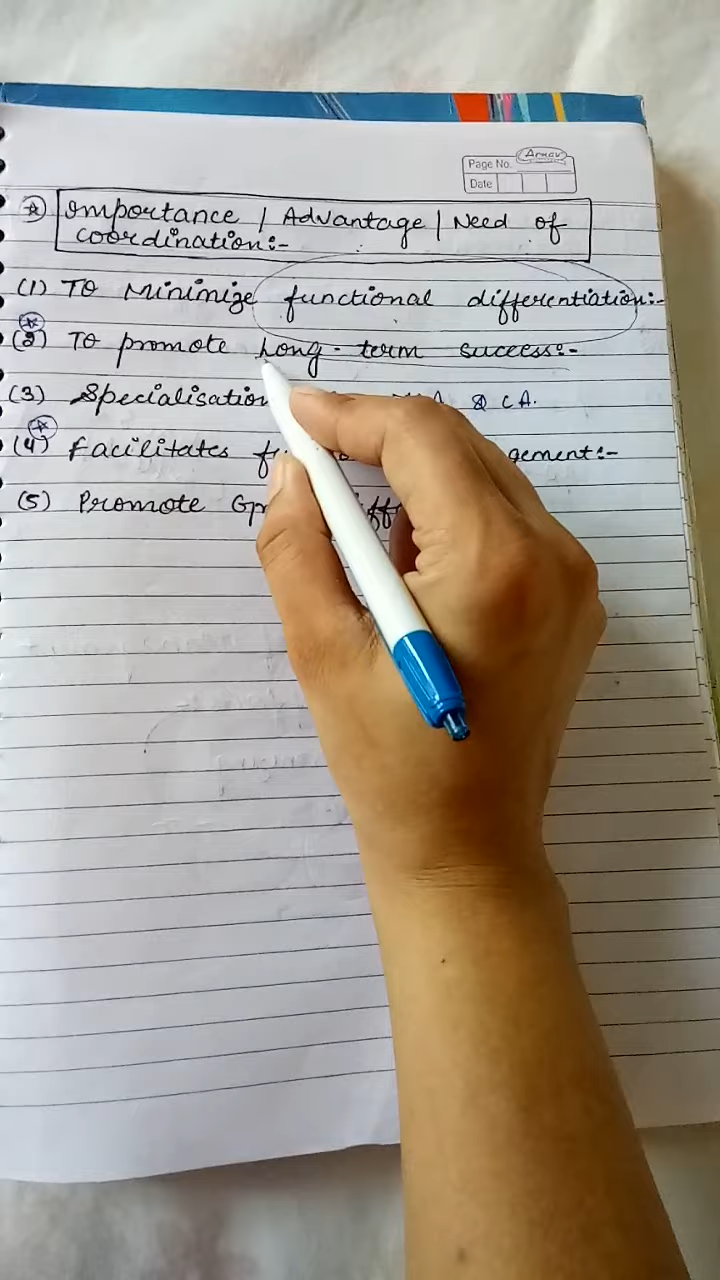 Page No.
Arnav
Date
Importance / Advantage / Need of
coordination:-
(1) To Minimize functional differentiation:-
(2) To promote Long-term success:-
(3) Specialisation & CA.
(4) Facilitates
(5) Promote